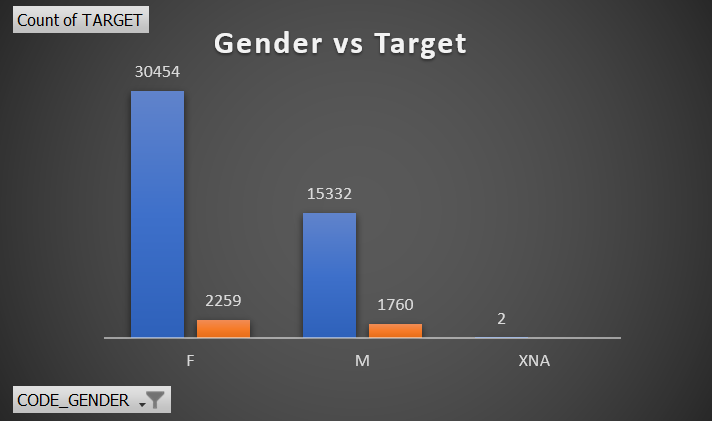 Count of TARGET
Gender vs Target
30454
15332
2259
1760
2
F M XNA
CODE_GENDER